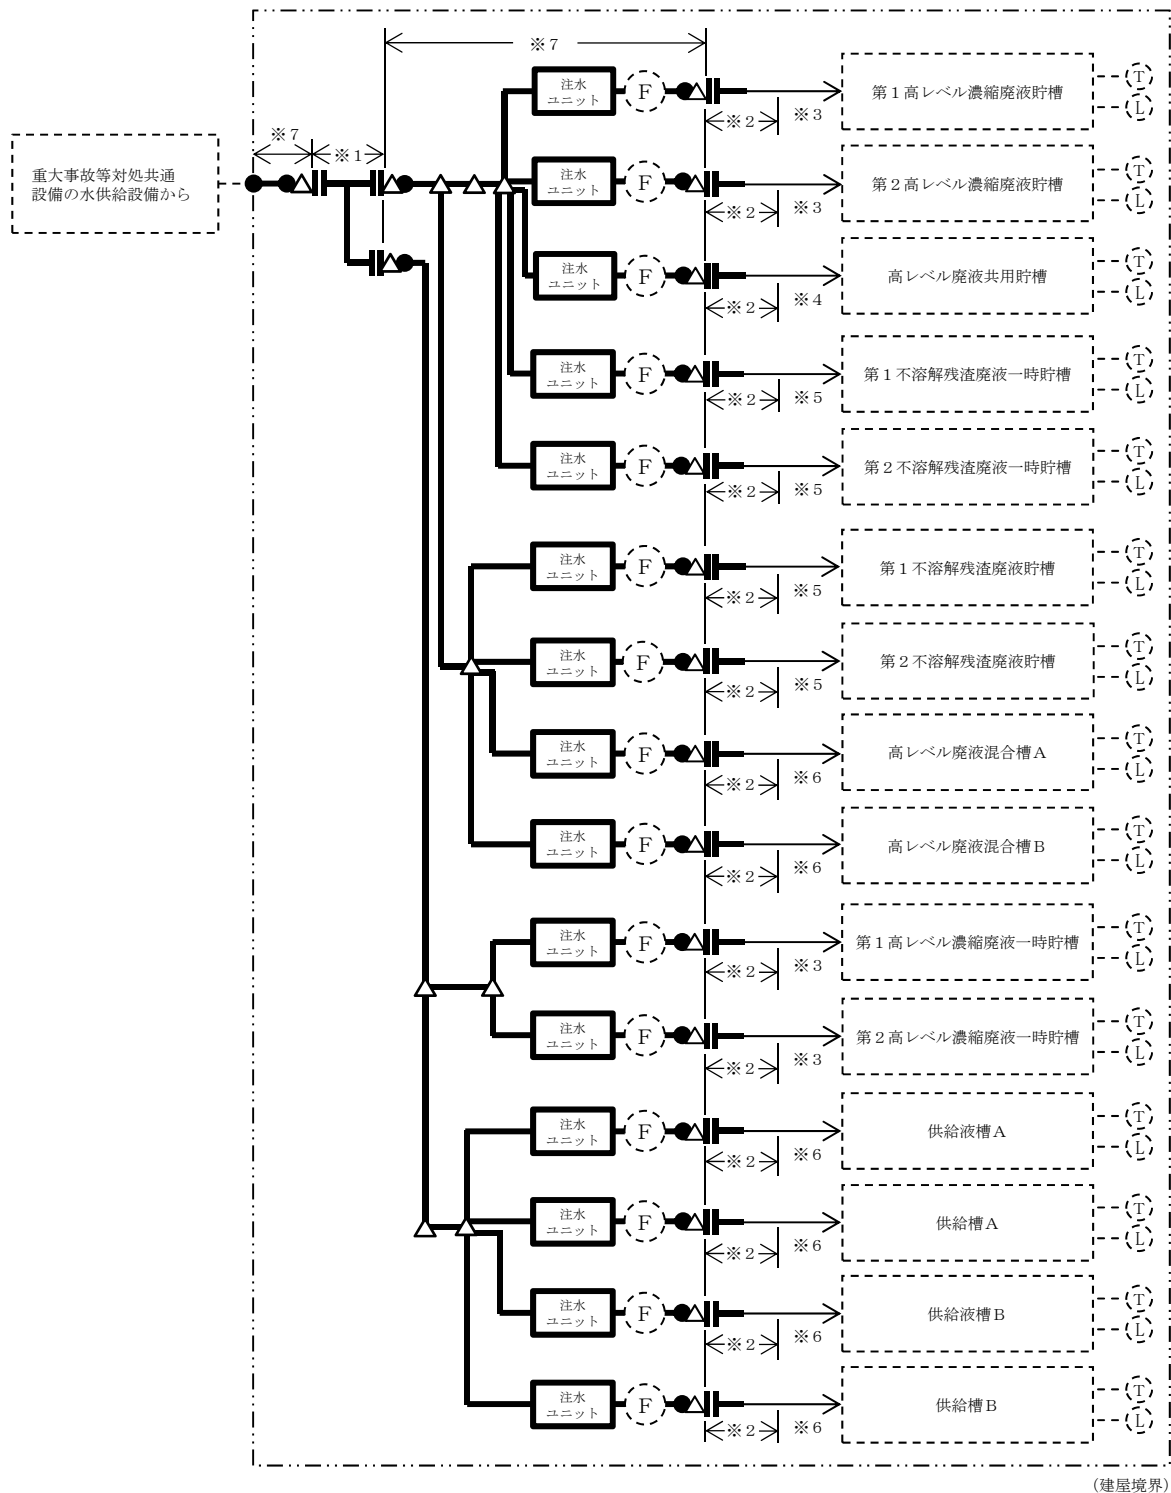 ※７
注水
ユニット
F
※２
※３
第１高レベル濃縮廃液貯槽
T
L
重大事故等対処共通
設備の水供給設備から
※７
※１
注水
ユニット
F
※２
※３
第２高レベル濃縮廃液貯槽
T
L
注水
ユニット
F
※２
※４
高レベル廃液共用貯槽
T
L
注水
ユニット
F
※２
※５
第１不溶解残渣廃液一時貯槽
T
L
注水
ユニット
F
※２
※５
第２不溶解残渣廃液一時貯槽
T
L
注水
ユニット
F
※２
※５
第１不溶解残渣廃液貯槽
T
L
注水
ユニット
F
※２
※５
第２不溶解残渣廃液貯槽
T
L
注水
ユニット
F
※２
※６
高レベル廃液混合槽A
T
L
注水
ユニット
F
※２
※６
高レベル廃液混合槽B
T
L
注水
ユニット
F
※２
※３
第１高レベル濃縮廃液一時貯槽
T
L
注水
ユニット
F
※２
※３
第２高レベル濃縮廃液一時貯槽
T
L
注水
ユニット
F
※２
※６
供給液槽A
T
L
注水
ユニット
F
※２
※６
供給槽A
T
L
注水
ユニット
F
※２
※６
供給液槽B
T
L
注水
ユニット
F
※２
※６
供給槽B
T
L
（建屋境界）